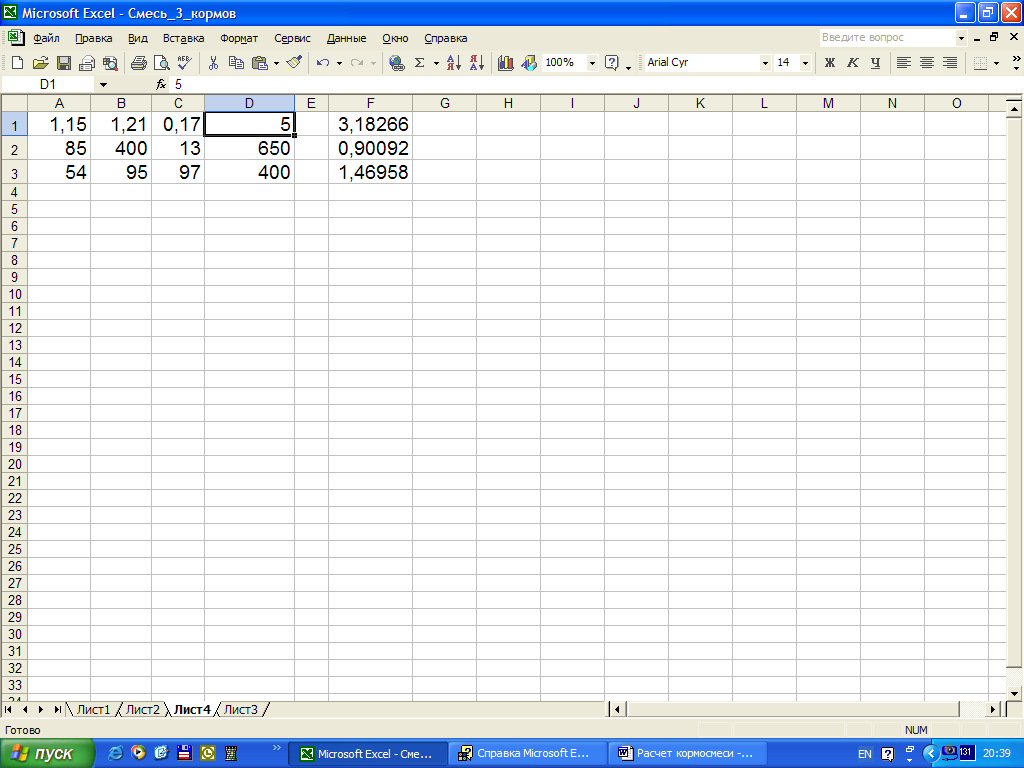 Microsoft Excel - Смесь_3_кормов
Файл Правка Вид Вставка Формат Сервис Данные Окно Справка Введите вопрос
100% Arial Cyr 14 Ж К Ч
D1 fx 5
A B C D E F G H I J K L M N O
1 1,15 1,21 0,17 5 3,18266
2 85 400 13 650 0,90092
3 54 95 97 400 1,46958
4
5
6
7
8
9
10
11
12
13
14
15
16
17
18
19
20
21
22
23
24
25
26
27
28
29
30
31
32
33
34
Лист1 Лист2 Лист4 Лист3
Готово NUM
пуск Microsoft Excel - Сме... Справка Microsoft E... Расчет кормосмеси -... EN 131 20:39